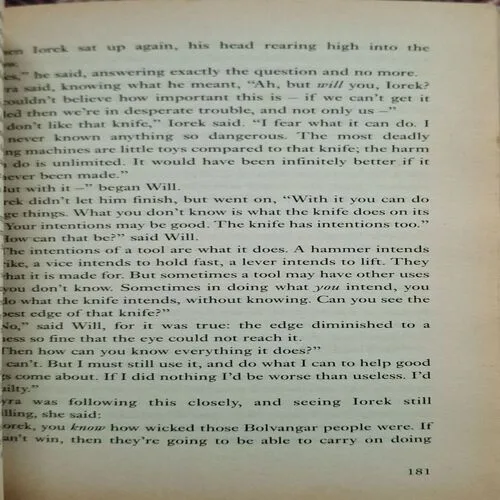 Iorek sat up again, his head rearing high into the
he said, answering exactly the question and no more.
said, knowing what he meant, "Ah, but will you, Iorek?
believe how important this is – if we can't get it
then we're in desperate trouble, and not only us –"
don't like that knife," Iorek said. "I fear what it can do. I
never known anything so dangerous. The most deadly
machines are little toys compared to that knife; the harm
do is unlimited. It would have been infinitely better if it
never been made."
with it –" began Will.
didn't let him finish, but went on, "With it you can do
things. What you don't know is what the knife does on its
Your intentions may be good. The knife has intentions too."
How can that be?" said Will.
The intentions of a tool are what it does. A hammer intends
a vice intends to hold fast, a lever intends to lift. They
what it is made for. But sometimes a tool may have other uses
you don't know. Sometimes in doing what you intend, you
do what the knife intends, without knowing. Can you see the
edge of that knife?"
No," said Will, for it was true: the edge diminished to a
so fine that the eye could not reach it.
Then how can you know everything it does?"
can't. But I must still use it, and do what I can to help good
come about. If I did nothing I'd be worse than useless. I'd
was following this closely, and seeing Iorek still
she said:
you know how wicked those Bolvangar people were. If
can't win, then they're going to be able to carry on doing
181